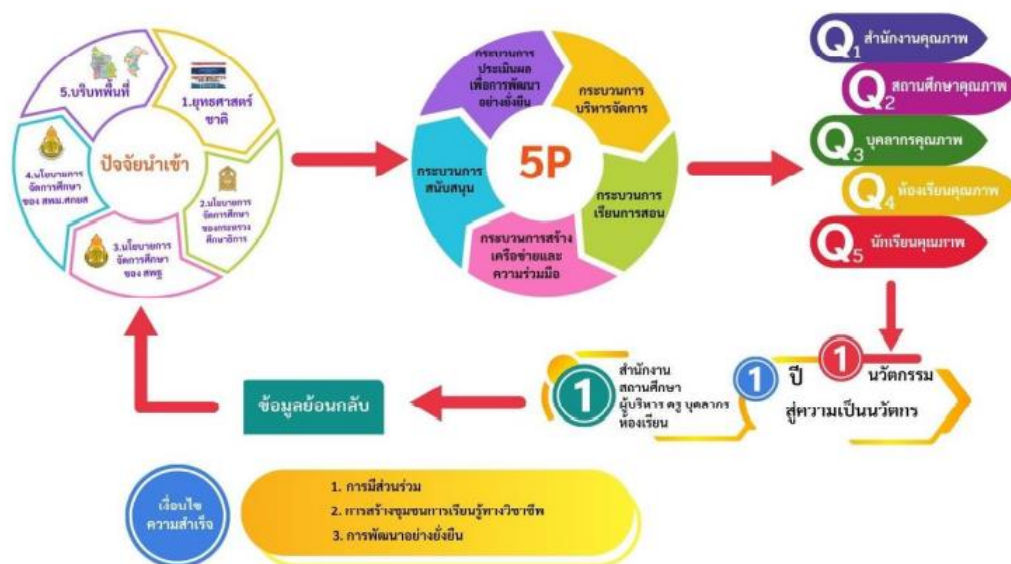 5.บริบทพื้นที่
1.ยุทธศาสตร์
ชาติ
ปัจจัยนำเข้า
4.นโยบายการ
จัดการศึกษา
ของ สพม.ศกยส
2.นโยบายการ
จัดการศึกษา
ของกระทรวง
ศึกษาธิการ
3.นโยบายการ
จัดการศึกษา
ของ สพฐ
กระบวนการ
ประเมินผล
เพื่อการพัฒนา
อย่างยั่งยืน
กระบวนการ
บริหารจัดการ
5P
กระบวนการ
สนับสนุน
กระบวนการ
เรียนการสอน
กระบวนการสร้าง
เครือข่ายและ
ความร่วมมือ
Q1 สำนักงานคุณภาพ
Q2 สถานศึกษาคุณภาพ
Q3 บุคลากรคุณภาพ
Q4 ห้องเรียนคุณภาพ
Q5 นักเรียนคุณภาพ
1
สำนักงาน
สถานศึกษา
ผู้บริหาร ครู บุคลากร
ห้องเรียน
1 ปี 1 นวัตกรรม
สู่ความเป็นนวัตกร
ข้อมูลย้อนกลับ
เงื่อนไข
ความสำเร็จ
1. การมีส่วนร่วม
2. การสร้างชุมชนการเรียนรู้ทางวิชาชีพ
3. การพัฒนาอย่างยั่งยืน